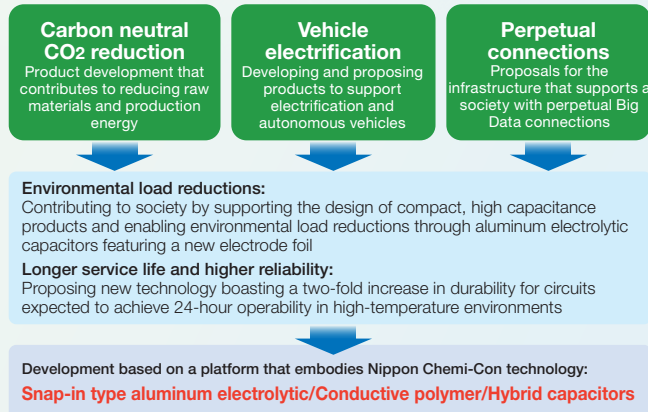 Carbon neutral
CO2 reduction
Product development that
contributes to reducing raw
materials and production
energy
Vehicle
electrification
Developing and proposing
products to support
electrification and
autonomous vehicles
Perpetual
connections
Proposals for the
infrastructure that supports a
society with perpetual Big
Data connections
Environmental load reductions:
Contributing to society by supporting the design of compact, high capacitance
products and enabling environmental load reductions through aluminum electrolytic
capacitors featuring a new electrode foil
Longer service life and higher reliability:
Proposing new technology boasting a two-fold increase in durability for circuits
expected to achieve 24-hour operability in high-temperature environments
Development based on a platform that embodies Nippon Chemi-Con technology:
Snap-in type aluminum electrolytic/Conductive polymer/Hybrid capacitors